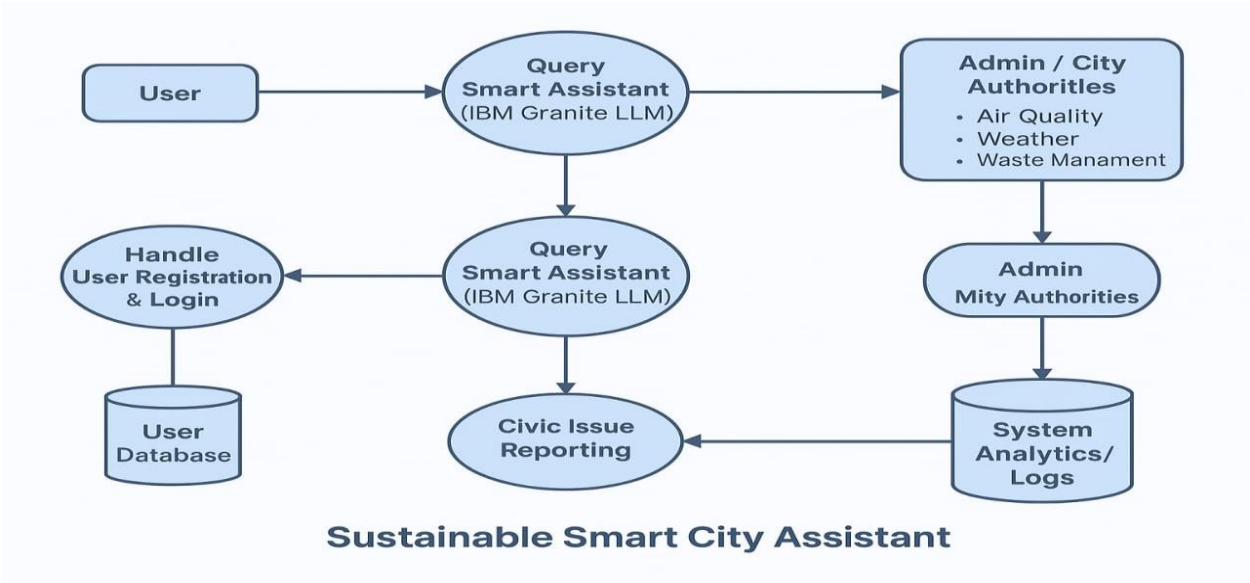 User
Query
Smart Assistant
(IBM Granite LLM)
Admin / City
Authoritles
• Air Quality
• Weather
• Waste Manament
Handle
User Registration
& Login
Query
Smart Assistant
(IBM Granite LLM)
Admin
Mity Authorities
User
Database
Civic Issue
Reporting
System
Analytics/
Logs
Sustainable Smart City Assistant